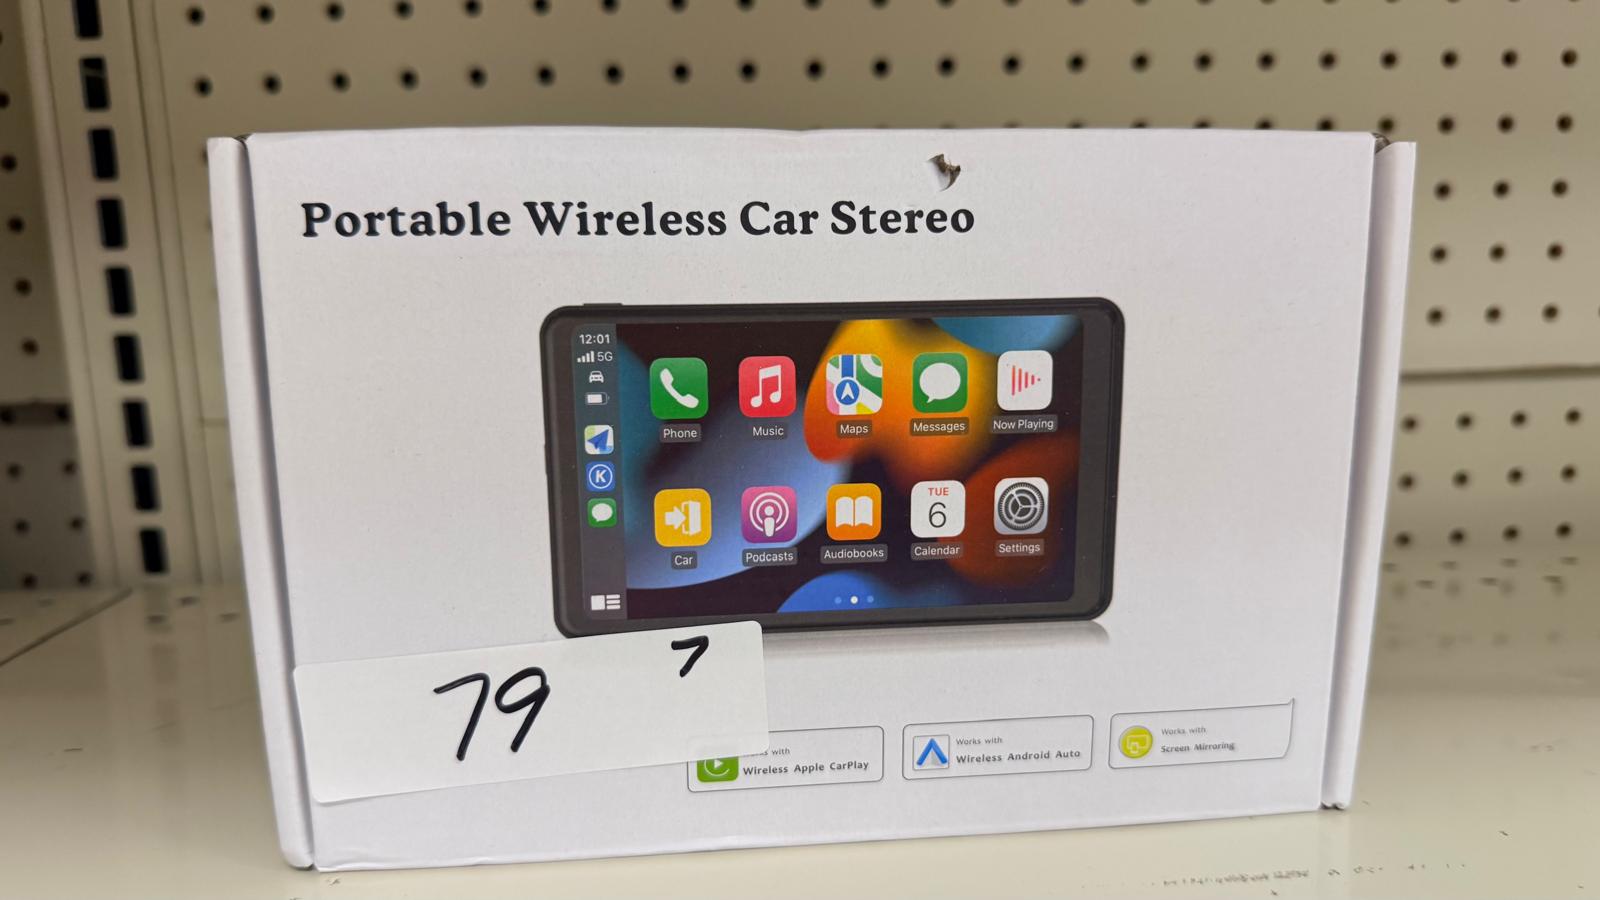 Portable Wireless Car Stereo
12:01
5G
Phone
Music
Maps
Messages
Now Playing
K
Car
Podcasts
Audiobooks
TUE
6
Calendar
Settings
79
7
with
Wireless Apple CarPlay
Works with
Wireless Android Auto
Works with
Screen Mirroring